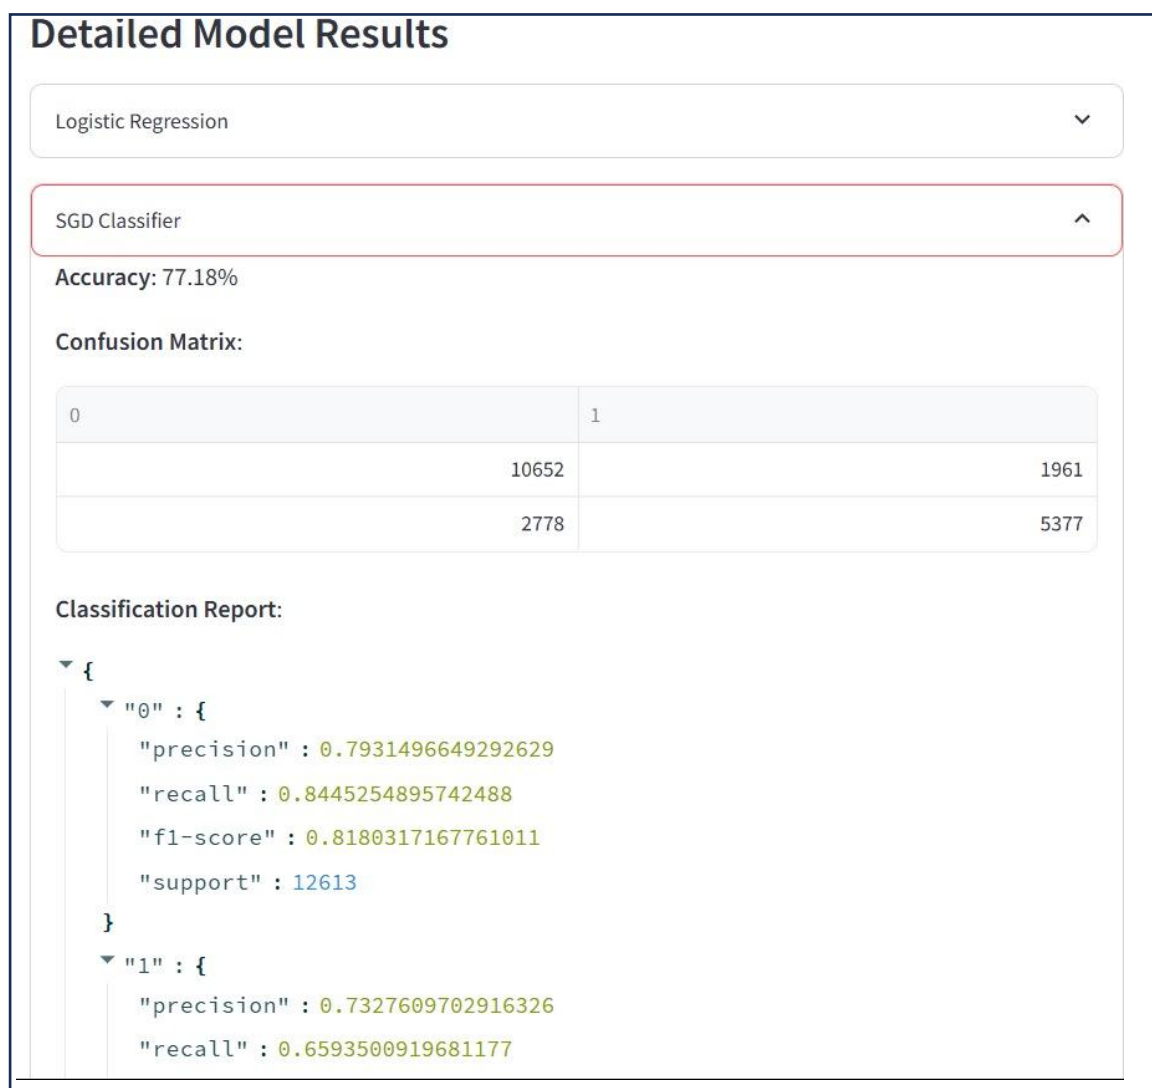 Detailed Model Results
Logistic Regression
SGD Classifier
Accuracy: 77.18%
Confusion Matrix:
0 1
10652 1961
2778 5377
Classification Report:
{
"0" : {
"precision" : 0.7931496649292629
"recall" : 0.8445254895742488
"f1-score" : 0.8180317167761011
"support" : 12613
}
"1" : {
"precision" : 0.7327609702916326
"recall" : 0.6593500919681177